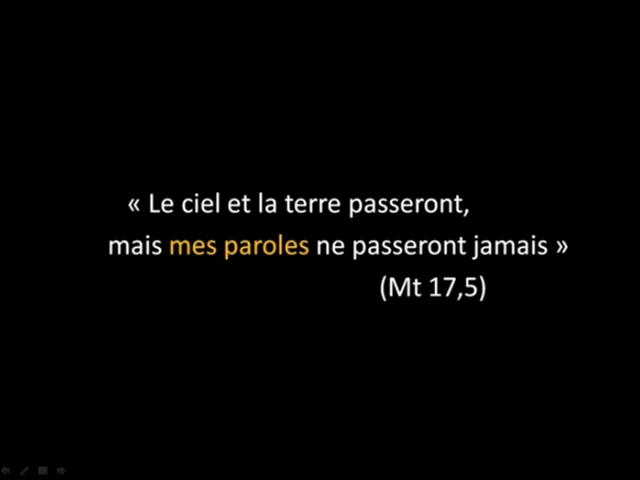 « Le ciel et la terre passeront,
mais mes paroles ne passeront jamais »
(Mt 17,5)